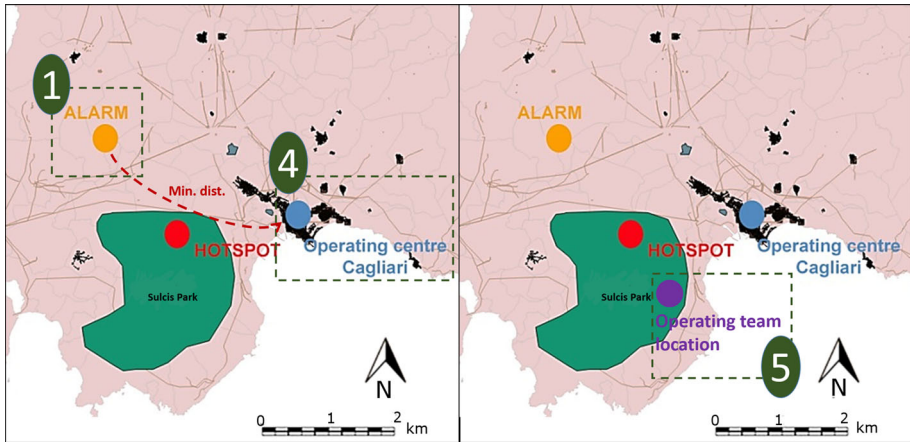 1
ALARM
4
Min. dist.
HOTSPOT
Operating centre
Cagliari
Sulcis Park
N
0 1 2
km
ALARM
HOTSPOT
Operating centre
Cagliari
Sulcis Park
Operating team
location
5
N
0 1 2
km